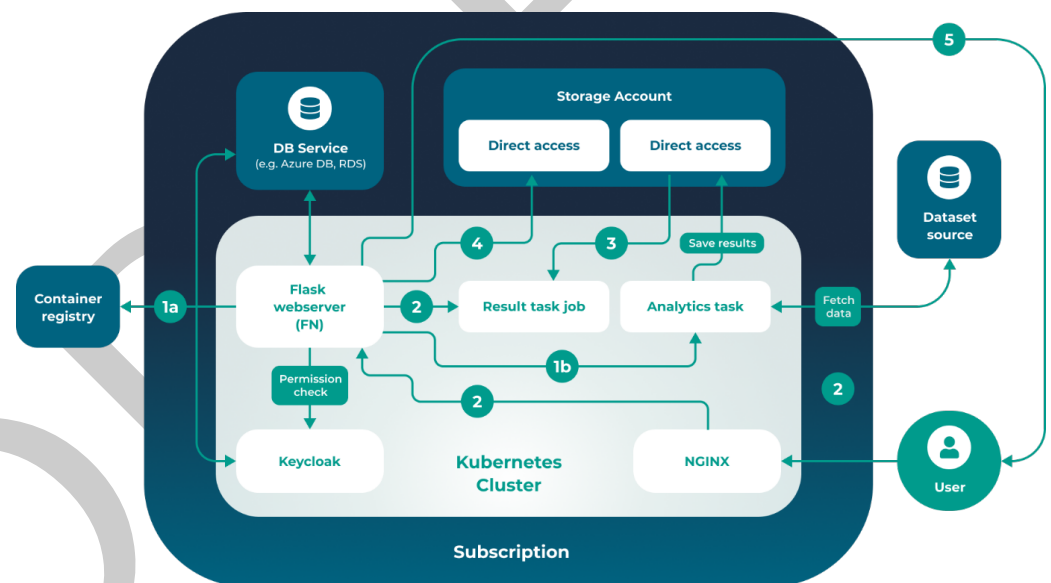 5
Storage Account
DB Service
(e.g. Azure DB, RDS)
Direct access
Direct access
Dataset
source
4
3
Save results
Container
registry
1a
Flask
webserver
(FN)
2
Result task job
Analytics task
Fetch
data
1b
Permission
check
2
2
Keycloak
Kubernetes
Cluster
NGINX
User
Subscription